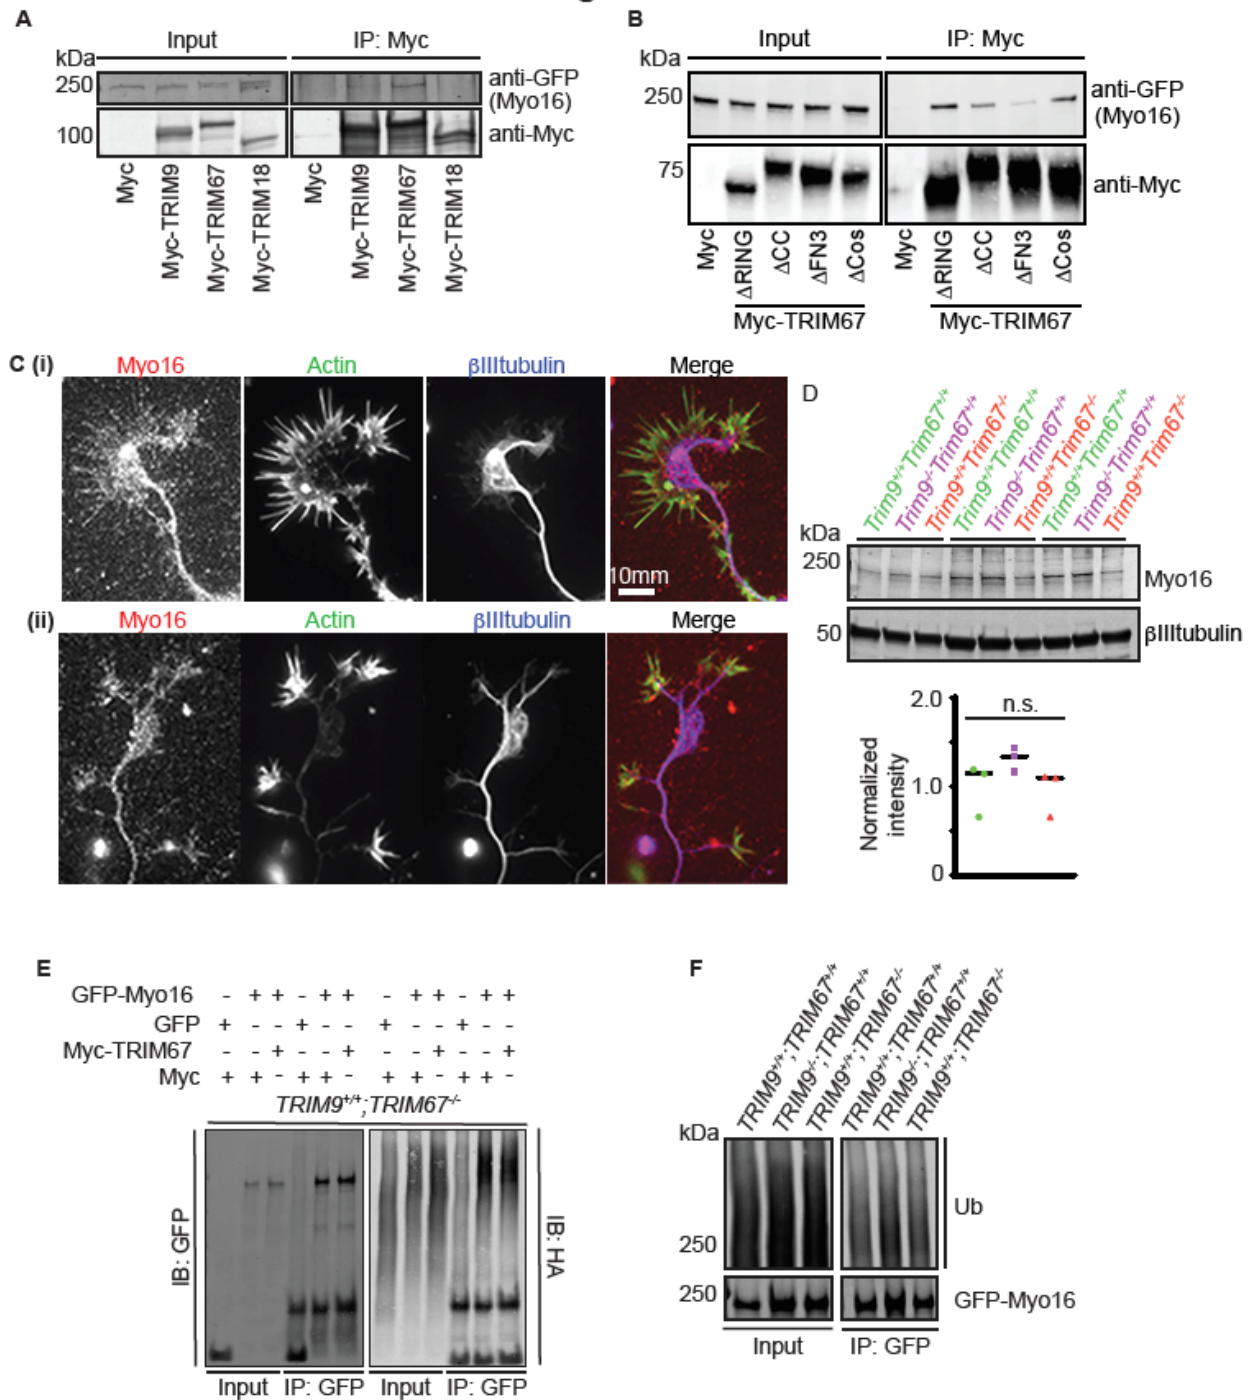 A
Input
IP: Myc
kDa
250
anti-GFP
(Myo16)
100
anti-Myc
Myc
Myc-TRIM9
Myc-TRIM67
Myc-TRIM18
Myc
Myc-TRIM9
Myc-TRIM67
Myc-TRIM18
B
Input
IP: Myc
kDa
250
anti-GFP
(Myo16)
75
anti-Myc
Myc
ΔRING
ΔCC
ΔFN3
ΔCos
Myc
ΔRING
ΔCC
ΔFN3
ΔCos
Myc-TRIM67
Myc-TRIM67
C (i)
Myo16
Actin
βIIItubulin
Merge
10mm
(ii)
Myo16
Actin
βIIItubulin
Merge
D
Trim9+/+Trim67+/+
Trim9-/-Trim67+/+
Trim9+/+Trim67-/-
Trim9+/+Trim67+/+
Trim9-/-Trim67+/+
Trim9+/+Trim67-/-
Trim9+/+Trim67+/+
Trim9-/-Trim67+/+
Trim9+/+Trim67-/-
kDa
250
Myo16
50
βIIItubulin
2.0
n.s.
Normalized
intensity
1.0
0
E
GFP-Myo16 - + + - + + - + + - + +
GFP + - - + - - + - - + - -
Myc-TRIM67 - - + - - + - - + - - +
Myc + + - + + - + + - + + -
TRIM9+/+;TRIM67-/-
IB: GFP
IB: HA
Input
IP: GFP
Input
IP: GFP
F
TRIM9+/+;TRIM67+/+
TRIM9-/-;TRIM67+/+
TRIM9+/+;TRIM67-/-
TRIM9+/+;TRIM67+/+
TRIM9-/-;TRIM67+/+
TRIM9+/+;TRIM67-/-
kDa
Ub
250
250
GFP-Myo16
Input
IP: GFP